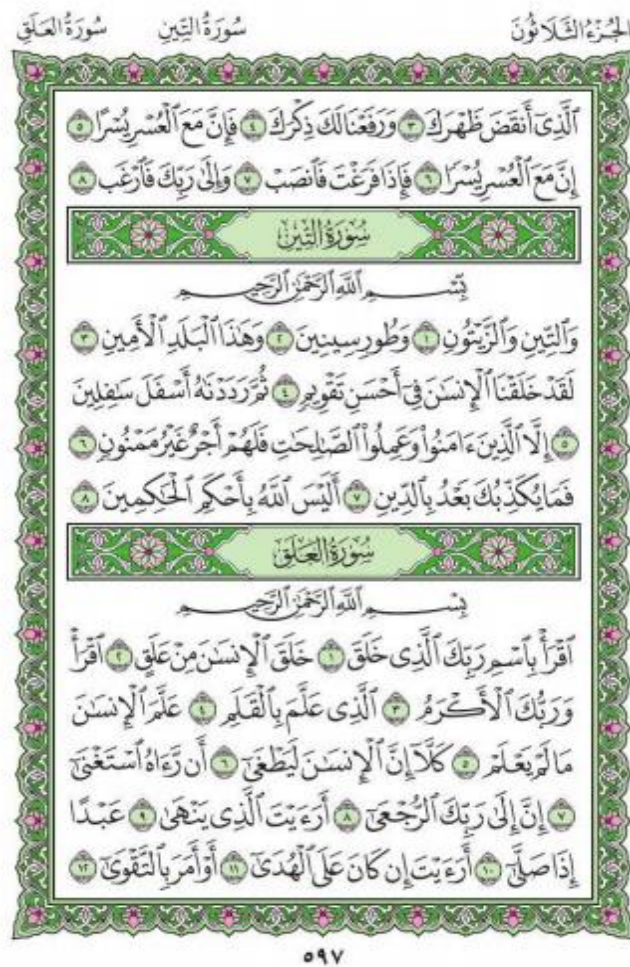 الجُزْءُ الثَّلَاثُونَ سُورَةُ التِّينِ سُورَةُ العَلَقِ
ٱلَّذِىٓ أَنقَضَ ظَهْرَكَ ٣ وَرَفَعْنَا لَكَ ذِكْرَكَ ٤ فَإِنَّ مَعَ ٱلْعُسْرِ يُسْرًا ٥
إِنَّ مَعَ ٱلْعُسْرِ يُسْرًا ٦ فَإِذَا فَرَغْتَ فَٱنصَبْ ٧ وَإِلَىٰ رَبِّكَ فَٱرْغَب ٨
سُورَةُ التِّينِ
بِسْمِ ٱللَّهِ ٱلرَّحْمَٰنِ ٱلرَّحِيمِ
وَٱلتِّينِ وَٱلزَّيْتُونِ ١ وَطُورِ سِينِينَ ٢ وَهَٰذَا ٱلْبَلَدِ ٱلْأَمِينِ ٣
لَقَدْ خَلَقْنَا ٱلْإِنسَٰنَ فِىٓ أَحْسَنِ تَقْوِيمٍ ٤ ثُمَّ رَدَدْنَٰهُ أَسْفَلَ سَٰفِلِينَ
٥ إِلَّا ٱلَّذِينَ ءَامَنُوا۟ وَعَمِلُوا۟ ٱلصَّٰلِحَٰتِ فَلَهُمْ أَجْرٌ غَيْرُ مَمْنُونٍ ٦
فَمَا يُكَذِّبُكَ بَعْدُ بِٱلدِّينِ ٧ أَلَيْسَ ٱللَّهُ بِأَحْكَمِ ٱلْحَٰكِمِينَ ٨
سُورَةُ العَلَقِ
بِسْمِ ٱللَّهِ ٱلرَّحْمَٰنِ ٱلرَّحِيمِ
ٱقْرَأْ بِٱسْمِ رَبِّكَ ٱلَّذِى خَلَقَ ١ خَلَقَ ٱلْإِنسَٰنَ مِنْ عَلَقٍ ٢ ٱقْرَأْ
وَرَبُّكَ ٱلْأَكْرَمُ ٣ ٱلَّذِى عَلَّمَ بِٱلْقَلَمِ ٤ عَلَّمَ ٱلْإِنسَٰنَ
مَا لَمْ يَعْلَمْ ٥ كَلَّآ إِنَّ ٱلْإِنسَٰنَ لَيَطْغَىٰٓ ٦ أَن رَّءَاهُ ٱسْتَغْنَىٰٓ
٧ إِنَّ إِلَىٰ رَبِّكَ ٱلرُّجْعَىٰٓ ٨ أَرَءَيْتَ ٱلَّذِى يَنْهَىٰ ٩ عَبْدًا
إِذَا صَلَّىٰٓ ١٠ أَرَءَيْتَ إِن كَانَ عَلَى ٱلْهُدَىٰٓ ١١ أَوْ أَمَرَ بِٱلتَّقْوَىٰٓ ١٢
٥٩٧